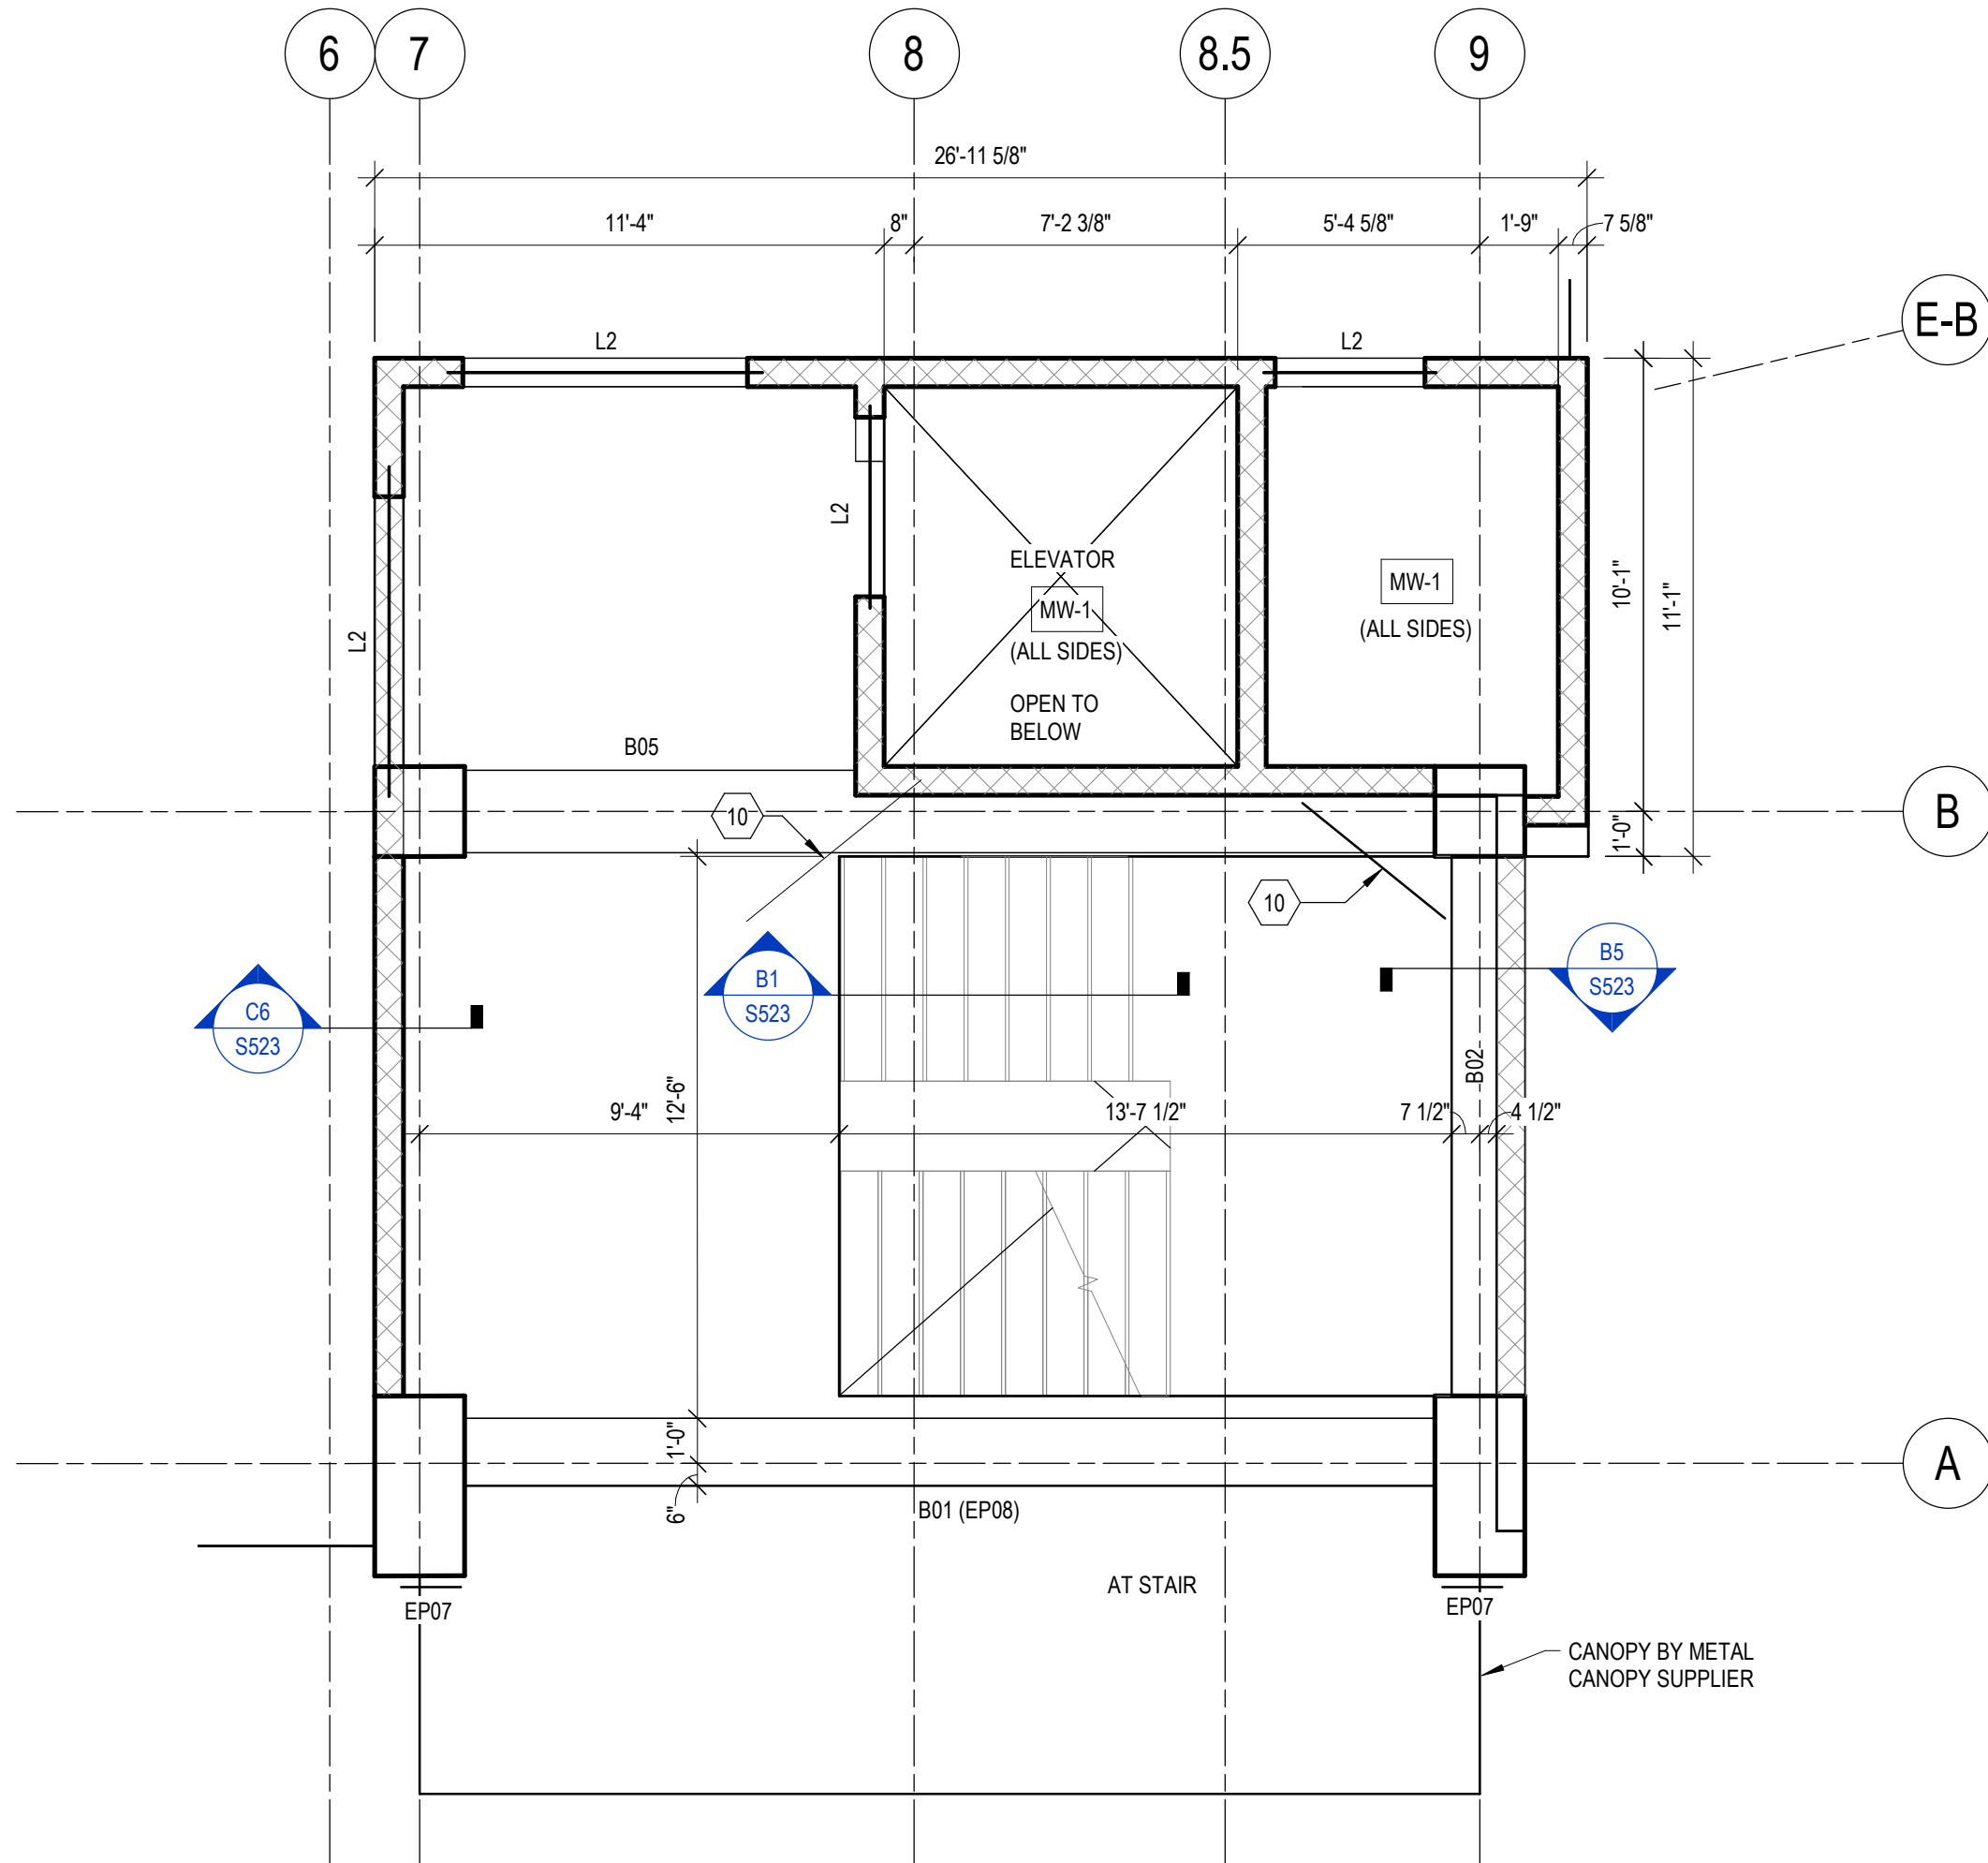 6
7
8
8.5
9
26'-11 5/8"
11'-4"
8"
7'-2 3/8"
5'-4 5/8"
1'-9"
7 5/8"
E-B
L2
L2
L2
L2
ELEVATOR
MW-1
(ALL SIDES)
OPEN TO
BELOW
MW-1
(ALL SIDES)
10'-1"
11'-1"
1'-0"
B05
10
10
B
C6
S523
B1
S523
B5
S523
B02
9'-4"
12'-6"
13'-7 1/2"
7 1/2"
4 1/2"
1'-0"
6"
A
B01 (EP08)
AT STAIR
EP07
EP07
CANOPY BY METAL
CANOPY SUPPLIER